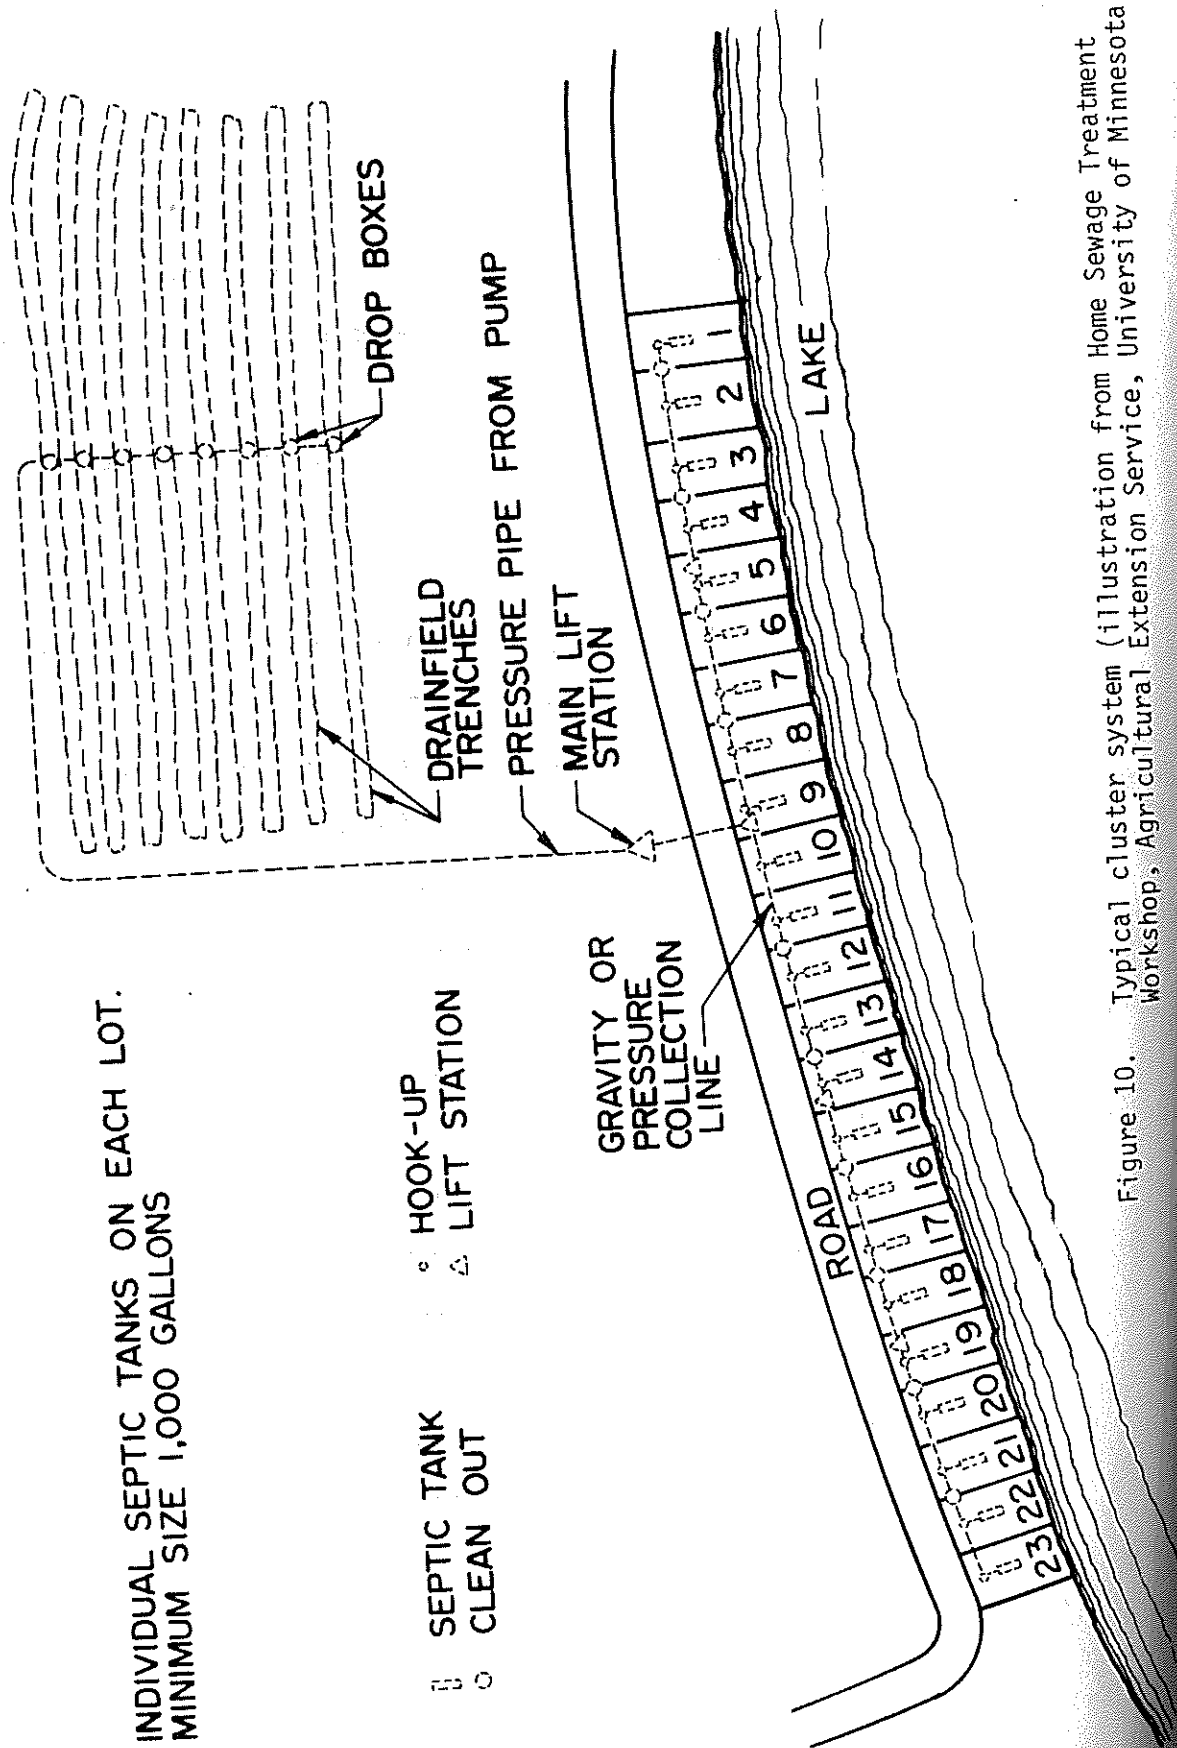 INDIVIDUAL SEPTIC TANKS ON EACH LOT.
MINIMUM SIZE 1,000 GALLONS
SEPTIC TANK
CLEAN OUT
HOOK-UP
LIFT STATION
DROP BOXES
DRAINFIELD
TRENCHES
PRESSURE PIPE FROM PUMP
MAIN LIFT
STATION
GRAVITY OR
PRESSURE
COLLECTION
LINE
ROAD
23
22
21
20
19
18
17
16
15
14
13
12
11
10
9
8
7
6
5
4
3
2
1
LAKE
Figure 10. Typical cluster system (illustration from Home Sewage Treatment
Workshop, Agricultural Extension Service, University of Minnesota